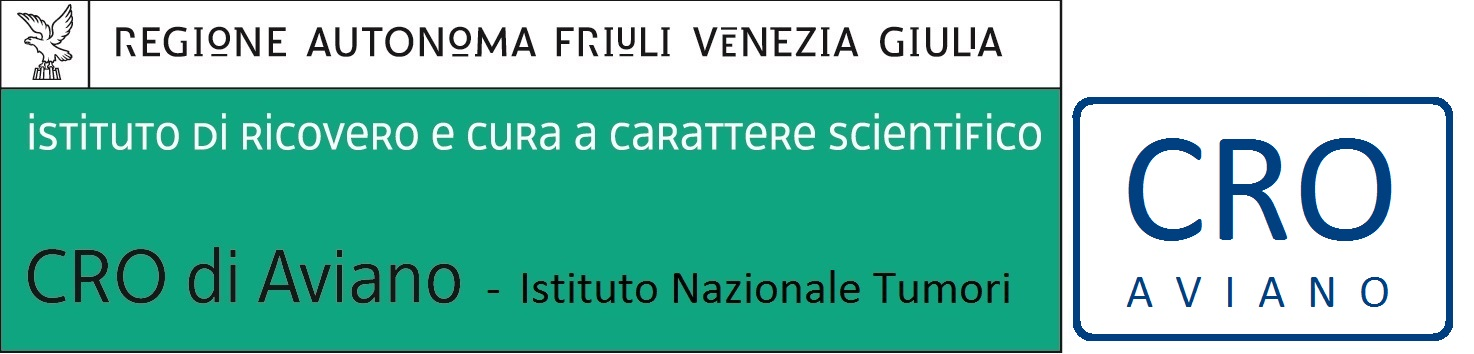 REGIONE AUTONOMA FRIULI VENEZIA GIULIA
iSTiTUTO Di RICOVERO e CURA a CARATTERE SCIENTIFICO
CRO di Aviano - Istituto Nazionale Tumori
CRO
AVIANO